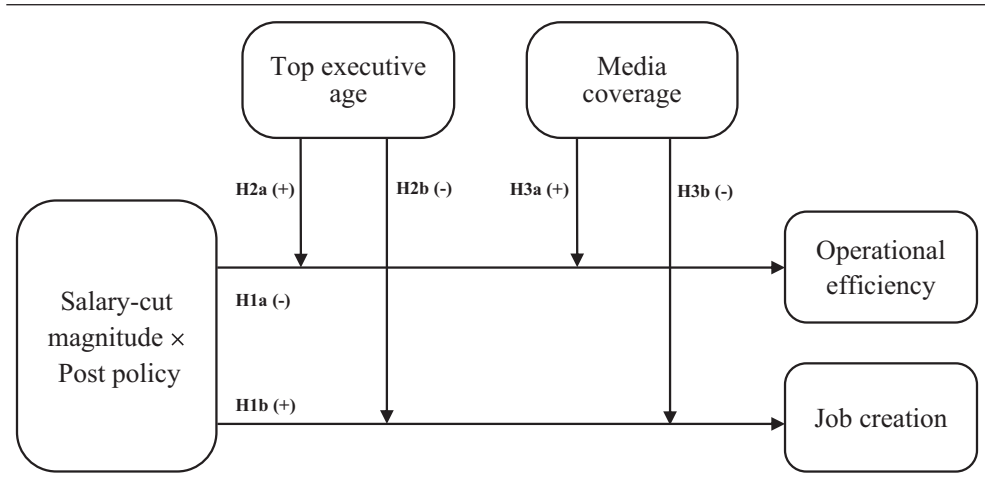 Top executive
age
Media
coverage
H2a (+)
H2b (-)
H3a (+)
H3b (-)
Salary-cut
magnitude ×
Post policy
H1a (-)
H1b (+)
Operational
efficiency
Job creation